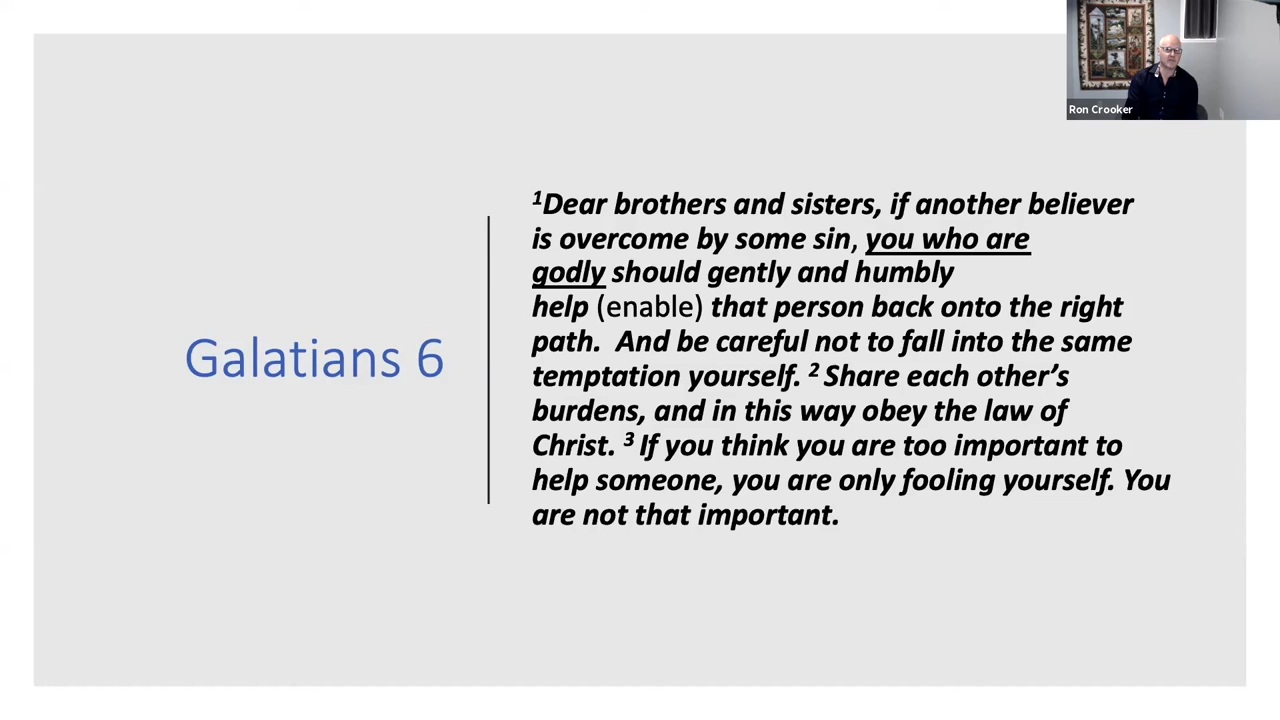 Ron Crooker
Galatians 6
1Dear brothers and sisters, if another believer
is overcome by some sin, you who are
godly should gently and humbly
help (enable) that person back onto the right
path.  And be careful not to fall into the same
temptation yourself. 2 Share each other’s
burdens, and in this way obey the law of
Christ. 3 If you think you are too important to
help someone, you are only fooling yourself. You
are not that important.